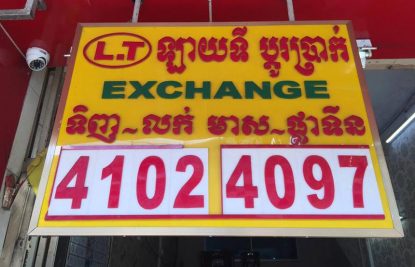 L.T ឡាយទី ប្តូរប្រាក់
EXCHANGE
ទិញ~លក់ មាស~ផ្លាទីន
4102 4097